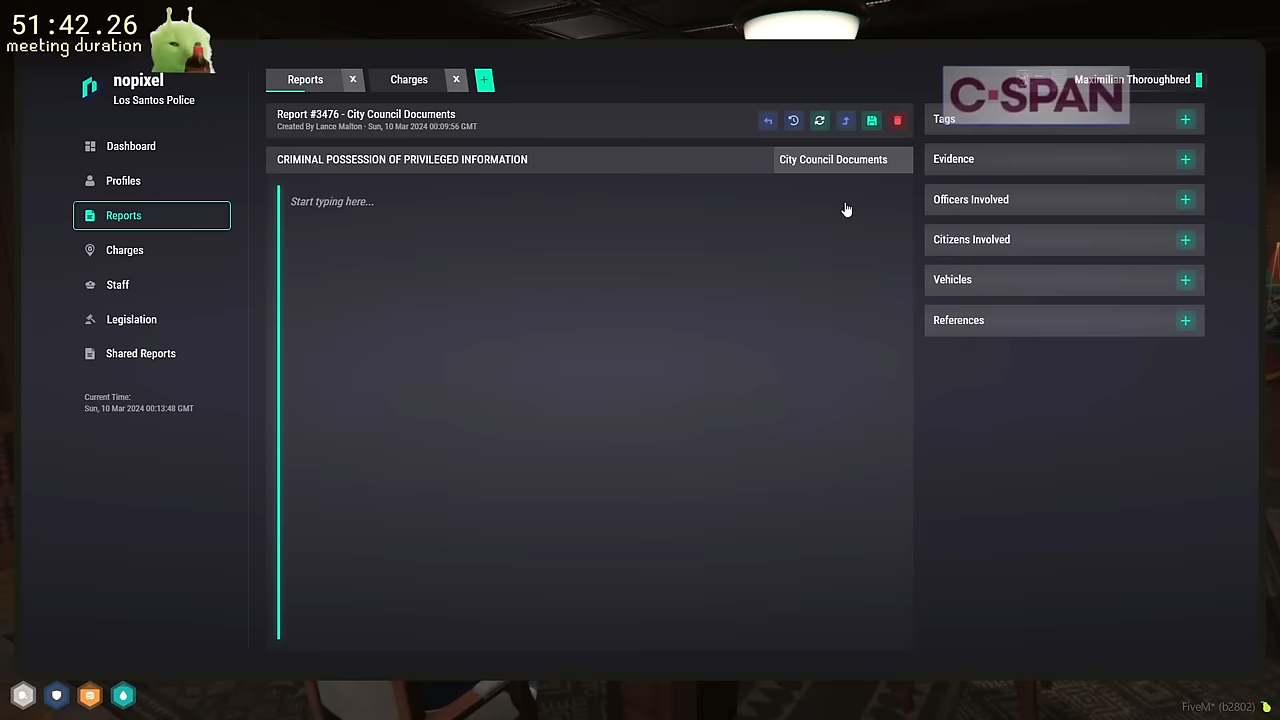 51:42.26
meeting duration
nopixel
Los Santos Police
Dashboard
Profiles
Reports
Charges
Staff
Legislation
Shared Reports
Current Time:
Sun, 10 Mar 2024 00:13:48 GMT
Reports x Charges x +
Maximilian Thoroughbred
C-SPAN
Report #3476 - City Council Documents
Created By Lance Malton - Sun, 10 Mar 2024 00:09:56 GMT
CRIMINAL POSSESSION OF PRIVILEGED INFORMATION
City Council Documents
Start typing here...
Tags +
Evidence +
Officers Involved +
Citizens Involved +
Vehicles +
References +
FiveM* (b2802)